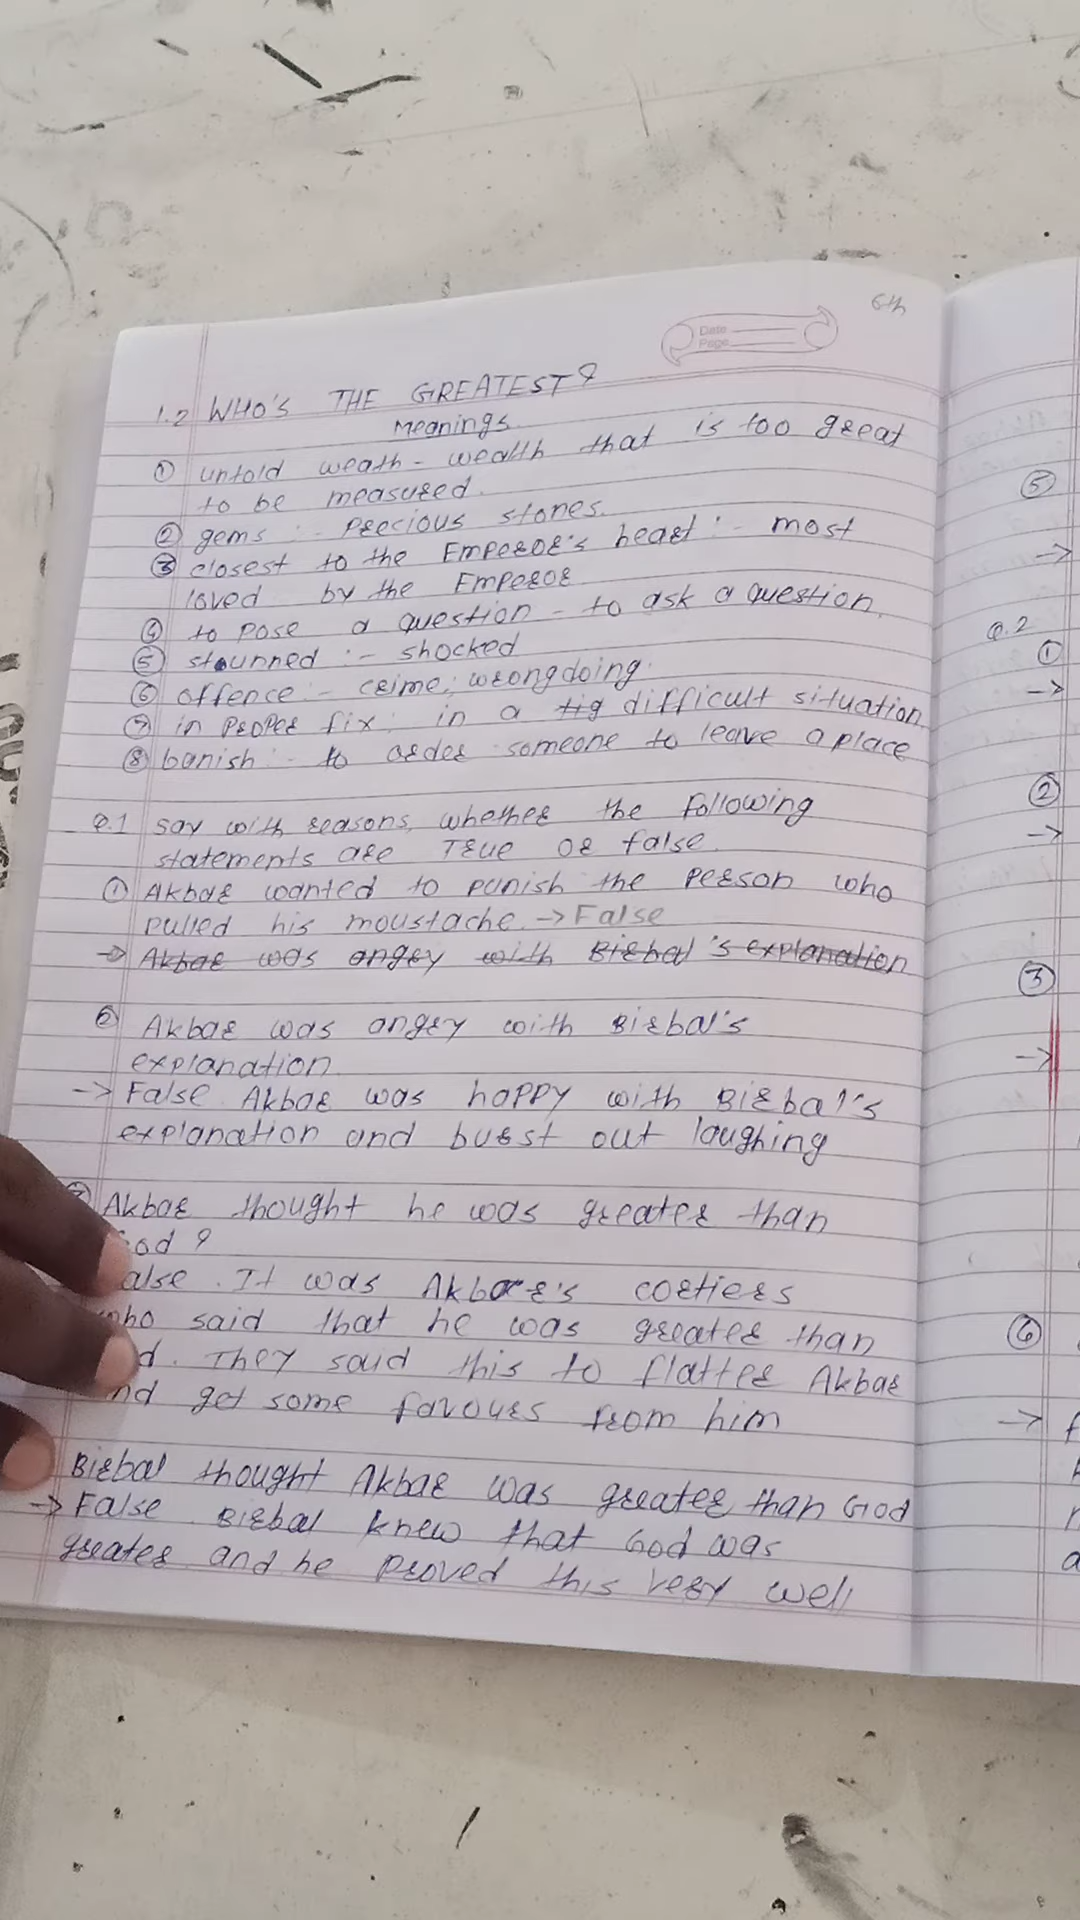 6th
Date
Page
1.2 WHO'S THE GREATEST?
Meanings
① untold weath - wealth that is too great
to be measured.
② gems :- Precious stones.
③ closest to the Emperor's heart :- most
loved by the Emperor
④ to pose a question - to ask a question.
⑤ stounned :- shocked
⑥ offence :- crime; wrongdoing.
⑦ in proper fix : in a tig difficult situation
⑧ banish :- to order someone to leave a place
Q.1 say with reasons, whether the following
statements are True or false.
① Akbar wanted to punish the person who
pulled his moustache. -> False
-> Akbar was angry with Birbal's explanation
② Akbar was angry with Birbal's
explanation.
-> False. Akbar was happy with Birbal's
explanation and burst out laughing
Akbar thought he was greater than
od ?
alse. It was Akbar's cortiers
who said that he was greater than
d. They said this to flatter Akbar
nd get some favours from him
Birbal thought Akbar was greater than God
-> False. Birbal knew that God was
greater and he proved this very well
⑤
->
Q.2
①
->
②
->
③
->
⑥
->